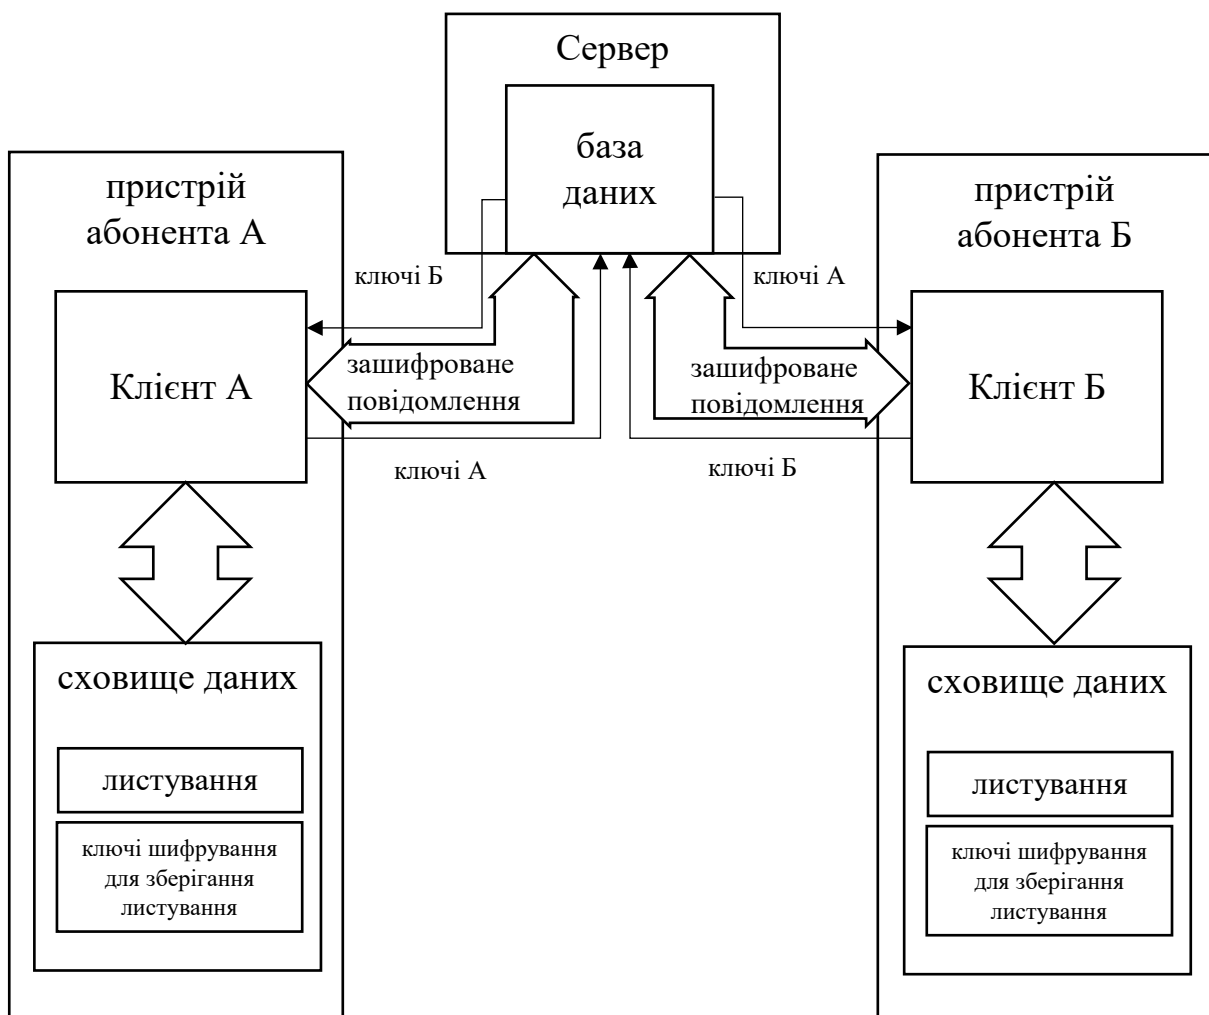 Сервер
база
даних
пристрій
абонента А
пристрій
абонента Б
ключі Б
ключі А
Клієнт А
зашифроване
повідомлення
зашифроване
повідомлення
Клієнт Б
ключі А
ключі Б
сховище даних
листування
ключі шифрування
для зберігання
листування
сховище даних
листування
ключі шифрування
для зберігання
листування